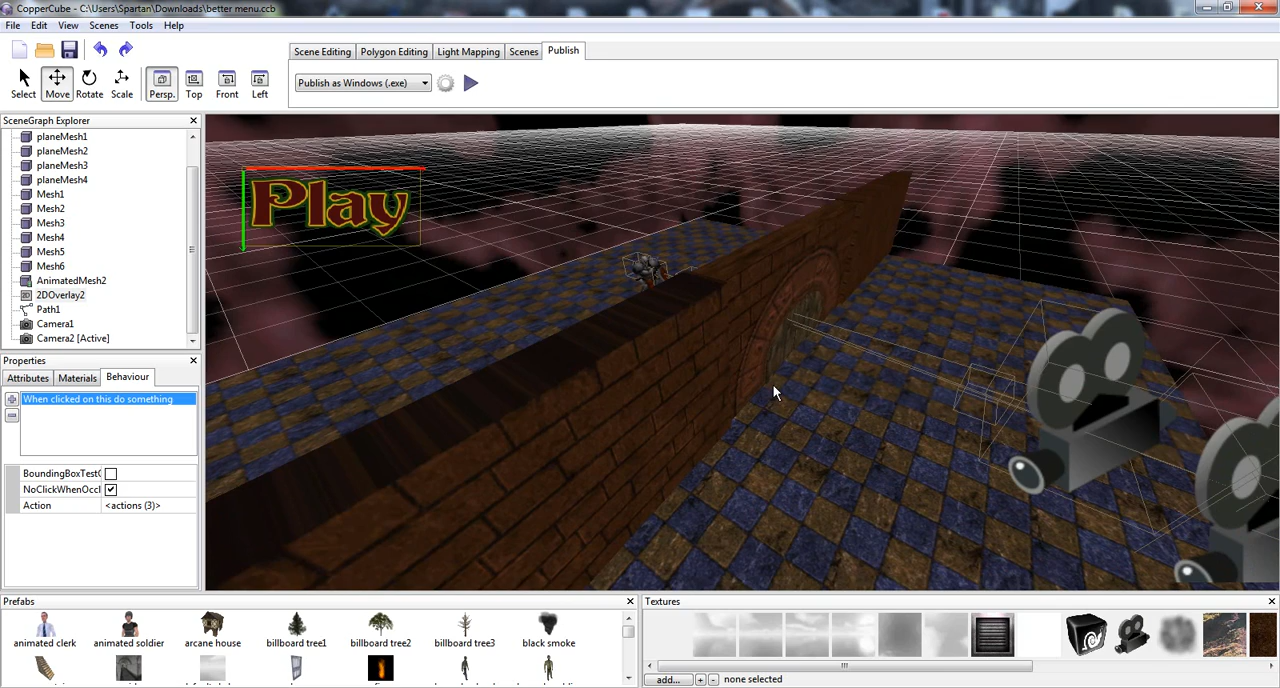 CopperCube - C:\Users\Spartan\Downloads\better menu.ccb
File Edit View Scenes Tools Help
Scene Editing Polygon Editing Light Mapping Scenes Publish
Select Move Rotate Scale Persp. Top Front Left
Publish as Windows (.exe)
SceneGraph Explorer
planeMesh1
planeMesh2
planeMesh3
planeMesh4
Mesh1
Mesh2
Mesh3
Mesh4
Mesh5
Mesh6
AnimatedMesh2
2DOverlay2
Path1
Camera1
Camera2 [Active]
Play
Properties
Attributes Materials Behaviour
When clicked on this do something
BoundingBoxTestO
NoClickWhenOccl
Action <actions (3)>
Prefabs
animated clerk animated soldier arcane house billboard tree1 billboard tree2 billboard tree3 black smoke
Textures
add... + - none selected